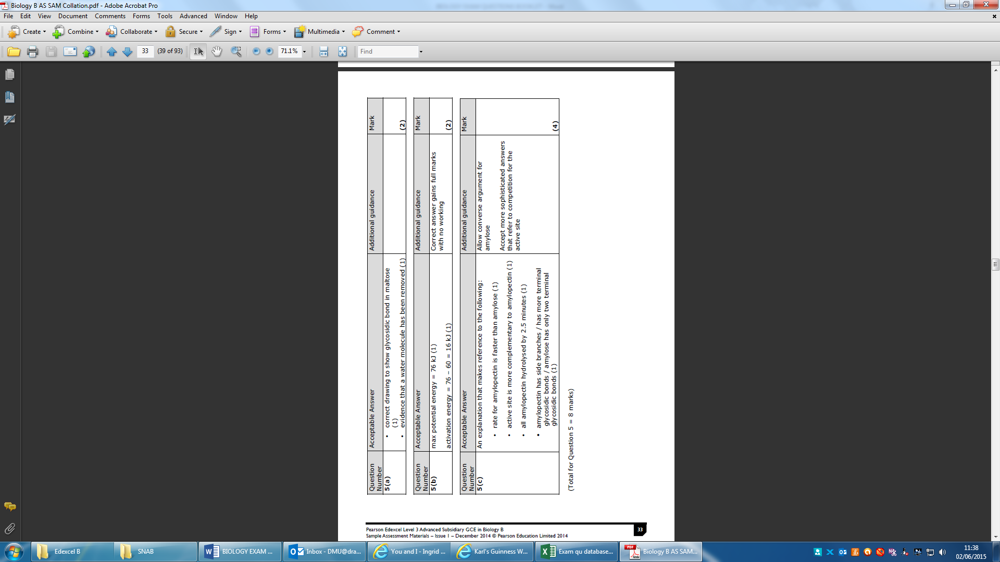 Biology B AS SAM Collation.pdf - Adobe Acrobat Pro
File Edit View Document Comments Forms Tools Advanced Window Help
Create Combine Collaborate Secure Sign Forms Multimedia Comment
33 (39 of 93) 71.1% Find
Question Number Acceptable Answer Additional guidance Mark
5(a)
• correct drawing to show glycosidic bond in maltose
(1)
• evidence that a water molecule has been removed (1)
(2)
Question Number Acceptable Answer Additional guidance Mark
5(b)
max potential energy = 76 kJ (1)
activation energy = 76 – 60 = 16 kJ (1)
Correct answer gains full marks
with no working
(2)
Question Number Acceptable Answer Additional guidance Mark
5(c)
An explanation that makes reference to the following:
• rate for amylopectin is faster than amylose (1)
• active site is more complementary to amylopectin (1)
• all amylopectin hydrolysed by 2.5 minutes (1)
• amylopectin has side branches / has more terminal
glycosidic bonds / amylose has only two terminal
glycosidic bonds (1)
Allow converse argument for
amylose
Accept more sophisticated answers
that refer to competition for the
active site
(4)
(Total for Question 5 = 8 marks)
Pearson Edexcel Level 3 Advanced Subsidiary GCE in Biology B
Sample Assessment Materials – Issue 1 – December 2014 © Pearson Education Limited 2014
33
Edexcel B SNAB BIOLOGY EXAM ... Inbox - DMU@dra... You and I - Ingrid ... Karl's Guinness W... Exam qu database... Biology B AS SAM...
11:38
02/06/2015